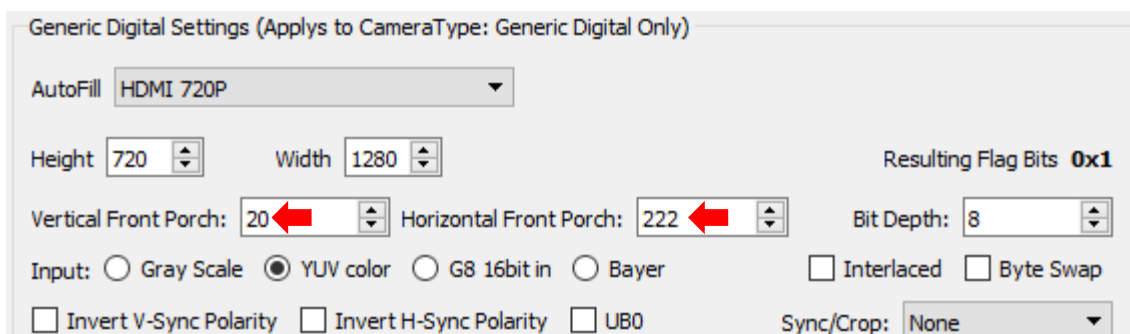 Generic Digital Settings (Applys to CameraType: Generic Digital Only)
AutoFill HDMI 720P
Height 720 Width 1280 Resulting Flag Bits 0x1
Vertical Front Porch: 20 Horizontal Front Porch: 222 Bit Depth: 8
Input: Gray Scale YUV color G8 16bit in Bayer Interlaced Byte Swap
Invert V-Sync Polarity Invert H-Sync Polarity UB0 Sync/Crop: None